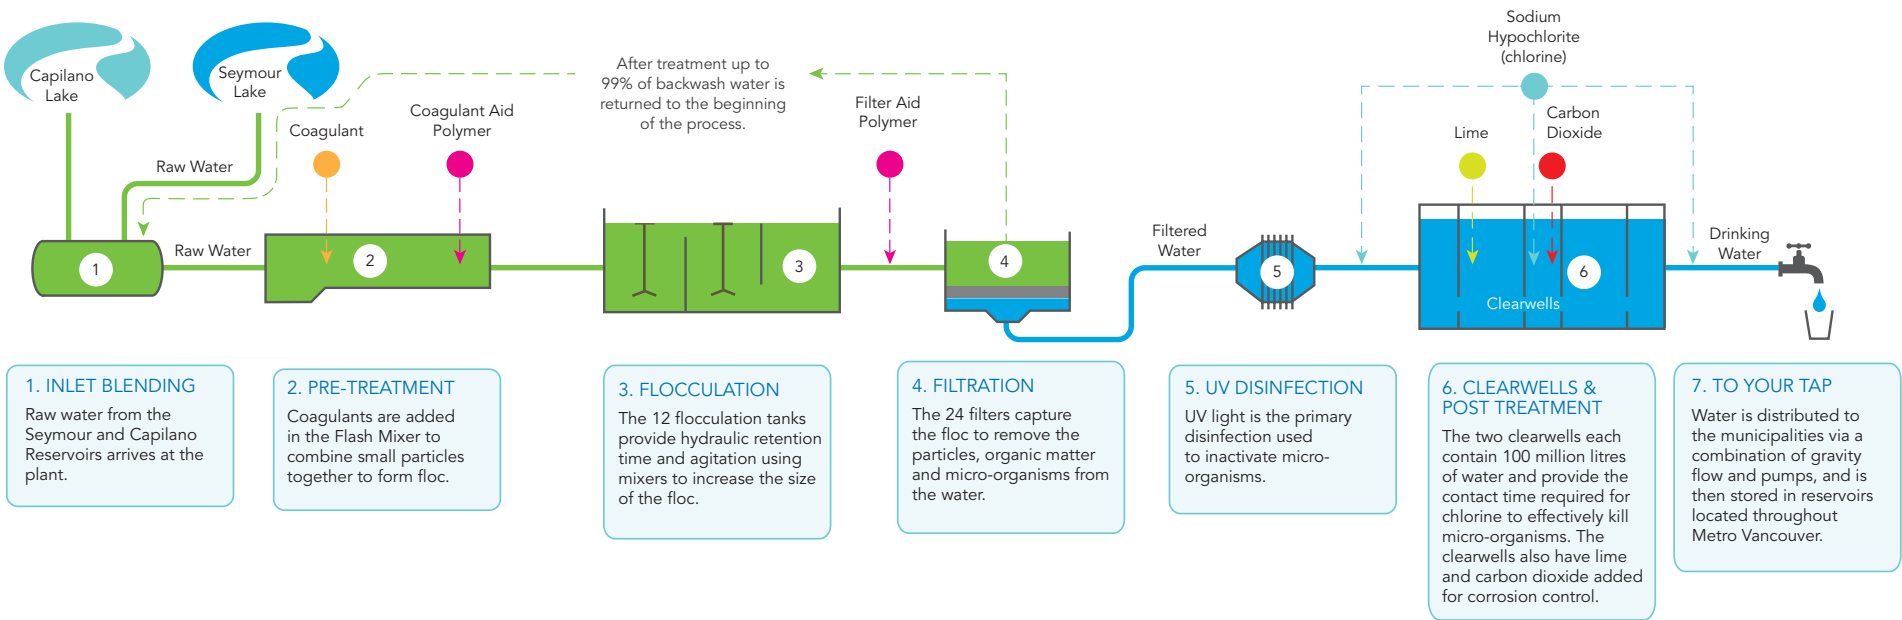 Capilano
Lake
Seymour
Lake
Raw Water
Raw Water
Coagulant
Coagulant Aid
Polymer
After treatment up to
99% of backwash water is
returned to the beginning
of the process.
Filter Aid
Polymer
Filtered
Water
Sodium
Hypochlorite
(chlorine)
Lime
Carbon
Dioxide
Drinking
Water
Clearwells
1
2
3
4
5
6
1. INLET BLENDING
Raw water from the
Seymour and Capilano
Reservoirs arrives at the
plant.
2. PRE-TREATMENT
Coagulants are added
in the Flash Mixer to
combine small particles
together to form floc.
3. FLOCCULATION
The 12 flocculation tanks
provide hydraulic retention
time and agitation using
mixers to increase the size
of the floc.
4. FILTRATION
The 24 filters capture
the floc to remove the
particles, organic matter
and micro-organisms from
the water.
5. UV DISINFECTION
UV light is the primary
disinfection used
to inactivate micro-
organisms.
6. CLEARWELLS &
POST TREATMENT
The two clearwells each
contain 100 million litres
of water and provide the
contact time required for
chlorine to effectively kill
micro-organisms. The
clearwells also have lime
and carbon dioxide added
for corrosion control.
7. TO YOUR TAP
Water is distributed to
the municipalities via a
combination of gravity
flow and pumps, and is
then stored in reservoirs
located throughout
Metro Vancouver.